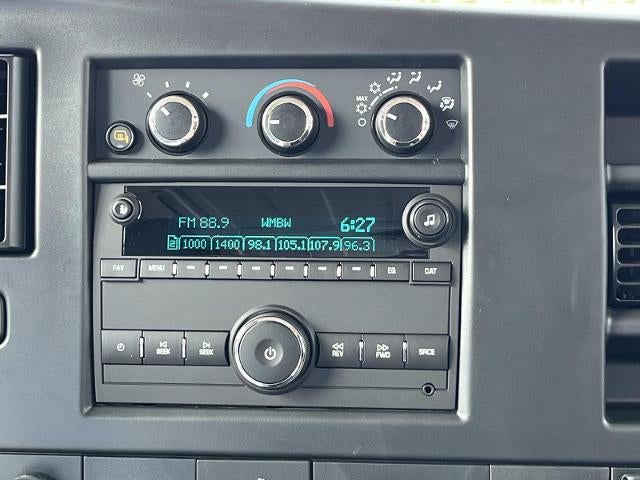 MAX
FM 88.9 WMBW 6:27
1000 1400 98.1 105.1 107.9 96.3
FAV MENU EQ CAT
SEEK SEEK REV FWD SRCE